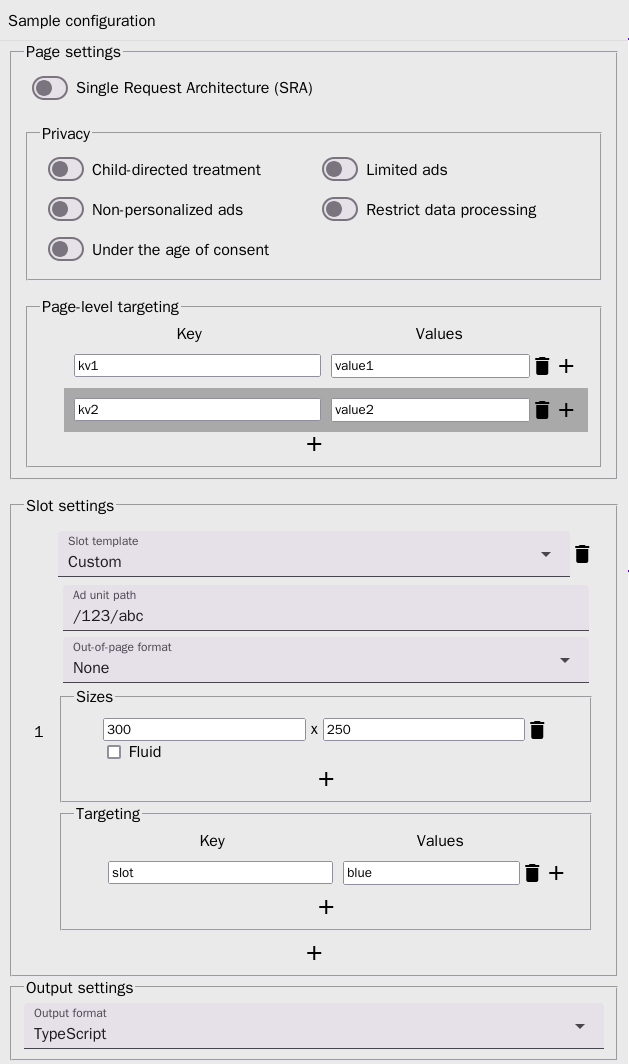 Sample configuration
Page settings
Single Request Architecture (SRA)
Privacy
Child-directed treatment Limited ads
Non-personalized ads Restrict data processing
Under the age of consent
Page-level targeting
Key Values
kv1 value1
kv2 value2
Slot settings
Slot template
Custom
Ad unit path
/123/abc
Out-of-page format
None
Sizes
1
300 x 250
Fluid
Targeting
Key Values
slot blue
Output settings
Output format
TypeScript